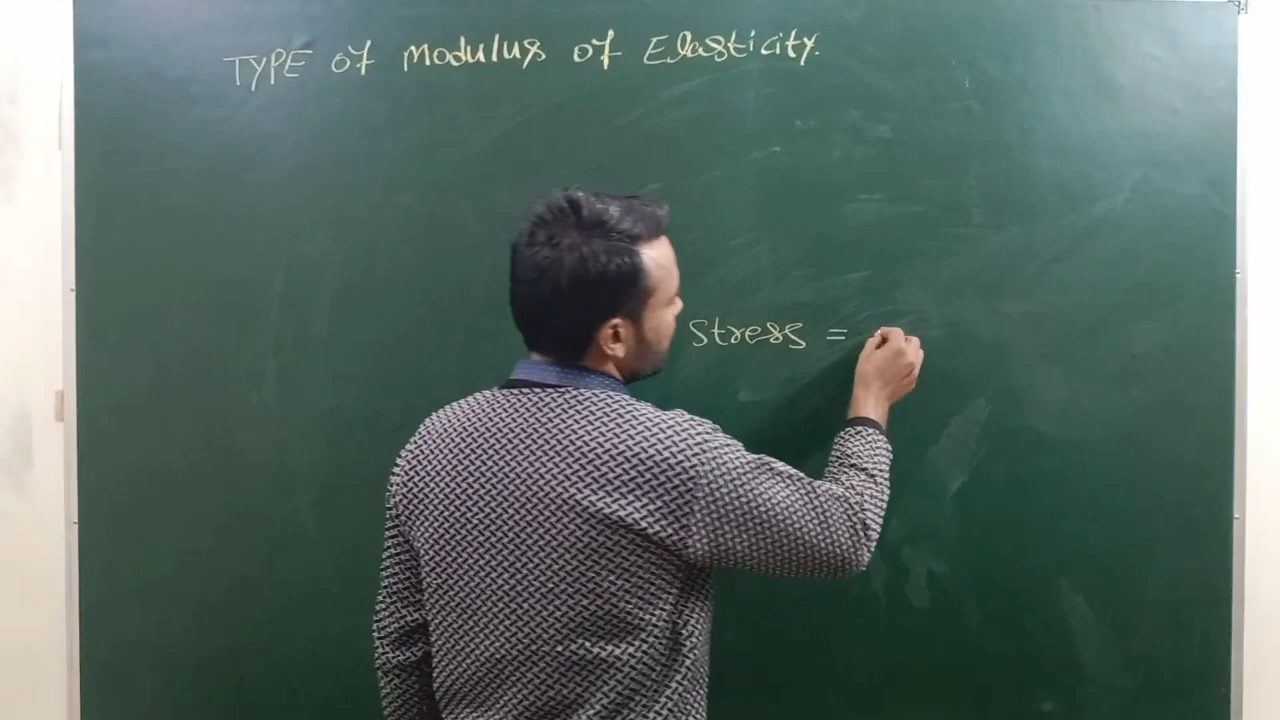 TYPE of Modulus of Elasticity.
Stress =